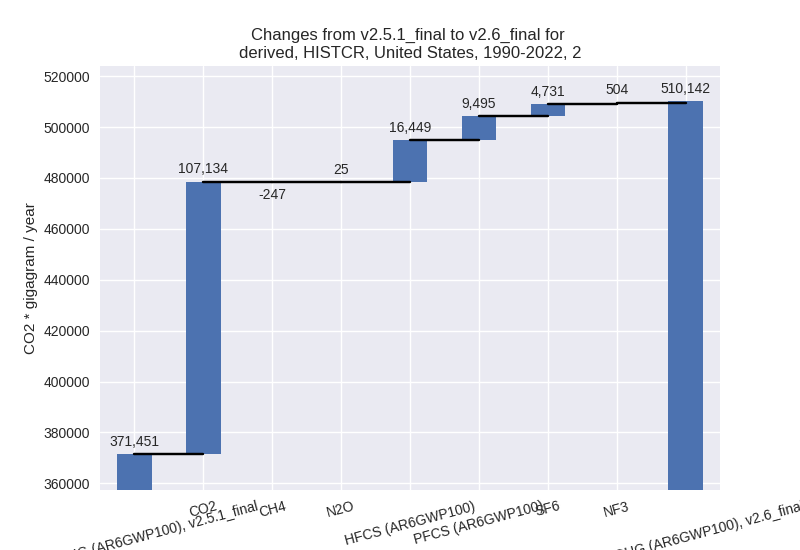 Changes from v2.5.1_final to v2.6_final for
derived, HISTCR, United States, 1990-2022, 2
CO2 * gigagram / year
520000
500000
480000
460000
440000
420000
400000
380000
360000
371,451
107,134
-247
25
16,449
9,495
4,731
504
510,142
(AR6GWP100), v2.5.1_final
CO2
CH4
N2O
HFCS (AR6GWP100)
PFCS (AR6GWP100)
SF6
NF3
(AR6GWP100), v2.6_final